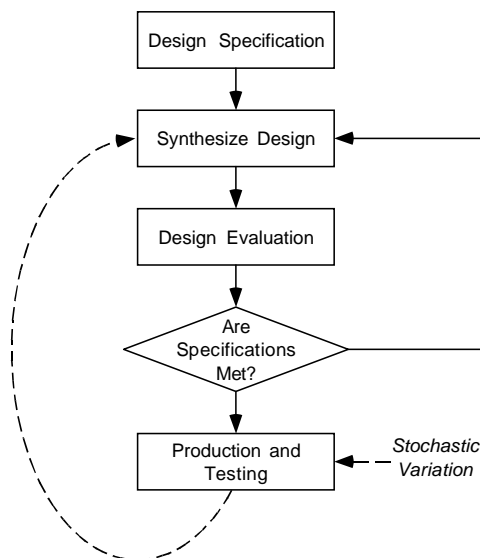 Design Specification
Synthesize Design
Design Evaluation
Are
Specifications
Met?
Production and
Testing
Stochastic
Variation